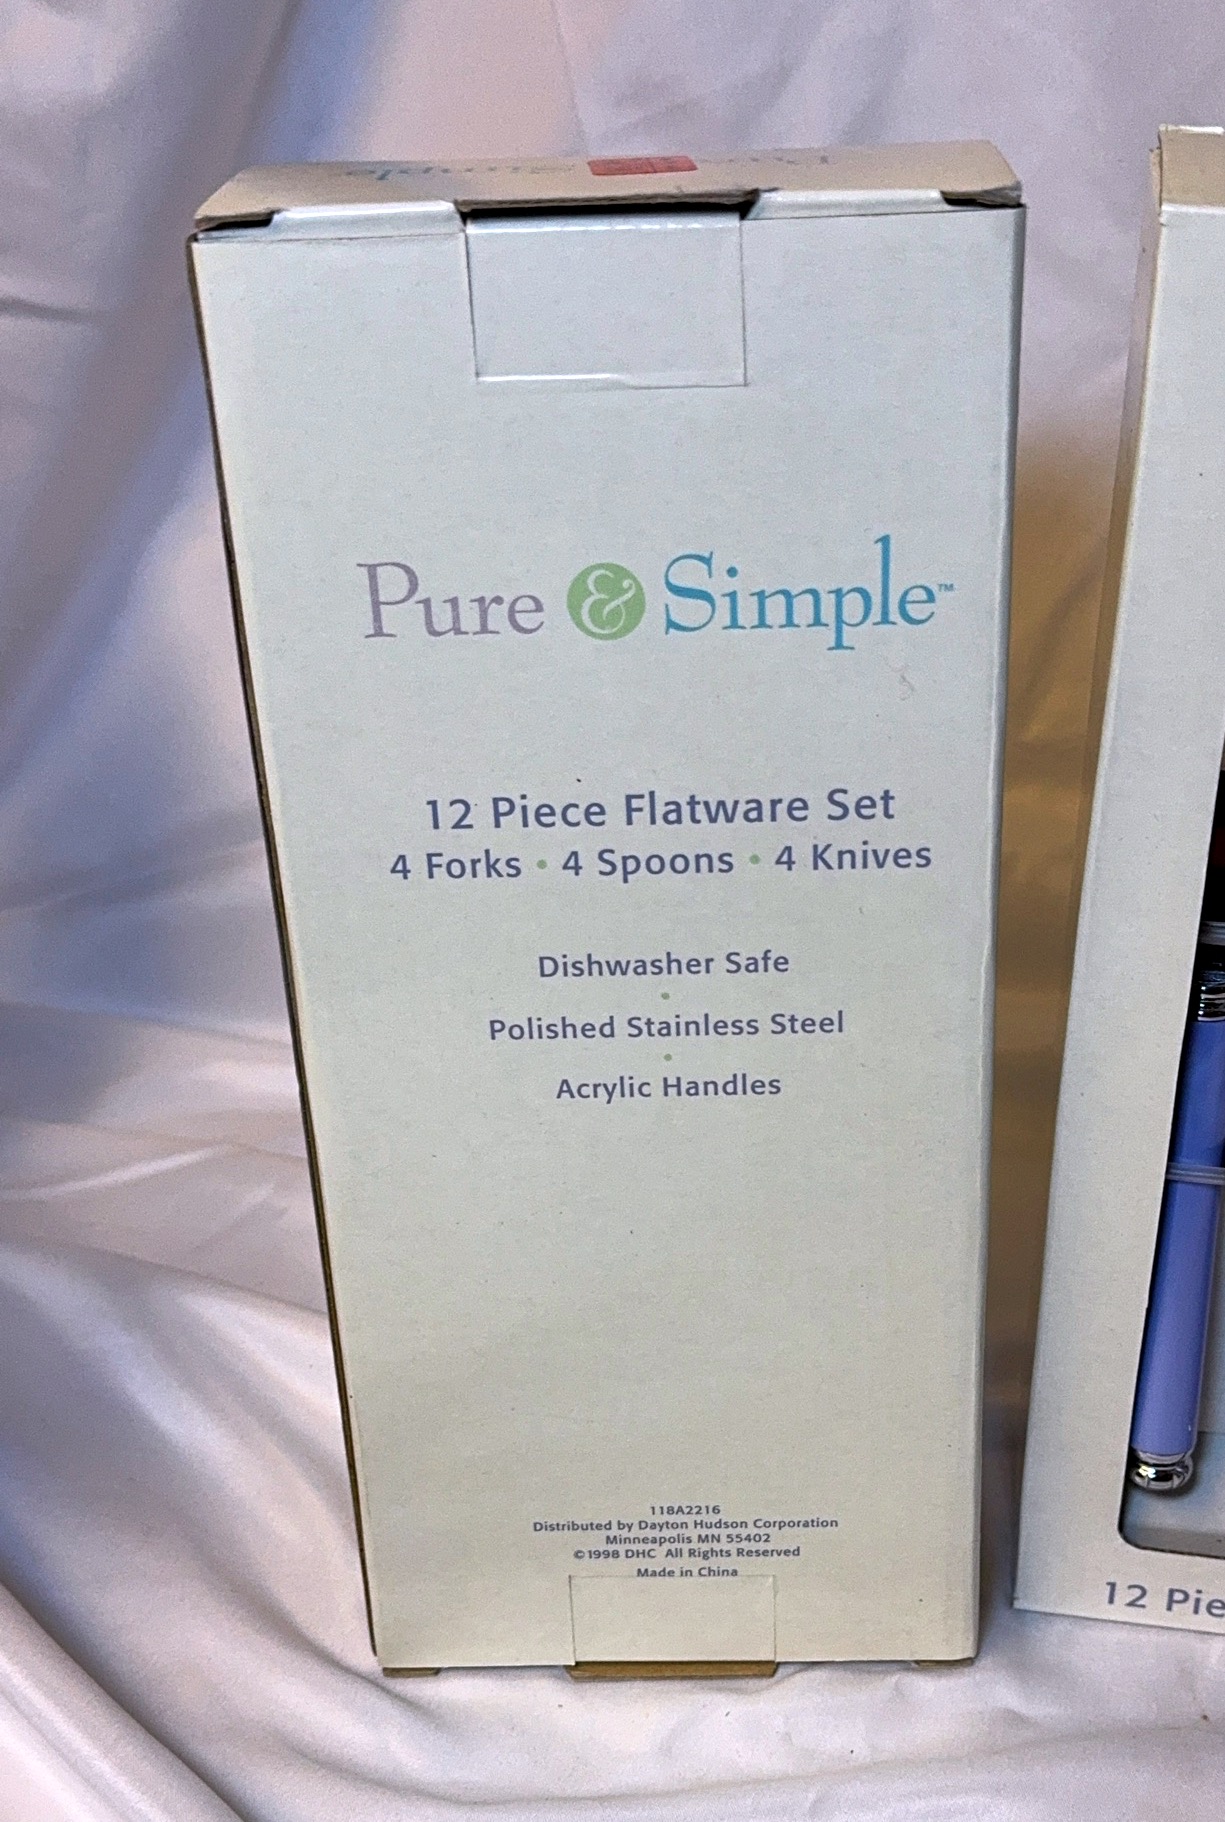 Pure & Simple™
12 Piece Flatware Set
4 Forks • 4 Spoons • 4 Knives
Dishwasher Safe
•
Polished Stainless Steel
•
Acrylic Handles
118A2216
Distributed by Dayton Hudson Corporation
Minneapolis MN 55402
©1998 DHC All Rights Reserved
Made in China
12 Pie